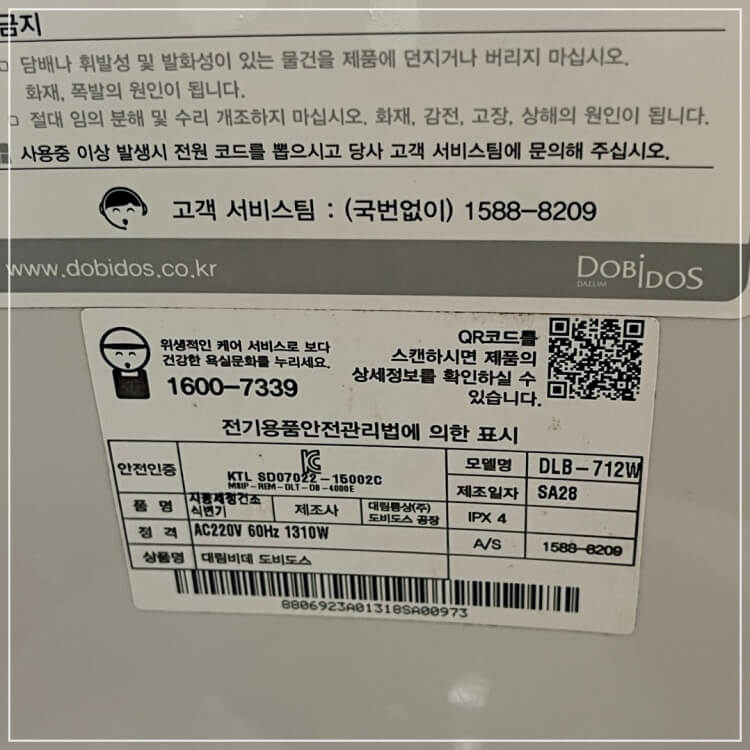 금지
담배나 휘발성 및 발화성이 있는 물건을 제품에 던지거나 버리지 마십시오.
화재, 폭발의 원인이 됩니다.
절대 임의 분해 및 수리 개조하지 마십시오. 화재, 감전, 고장, 상해의 원인이 됩니다.
사용중 이상 발생시 전원 코드를 뽑으시고 당사 고객 서비스팀에 문의해 주십시오.
고객 서비스팀 : (국번없이) 1588-8209
www.dobidos.co.kr
DOBIDOS
DAELIM
위생적인 케어 서비스로 보다
건강한 욕실문화를 누리세요.
1600-7339
QR코드를
스캔하시면 제품의
상세정보를 확인하실 수
있습니다.
전기용품안전관리법에 의한 표시
안전인증
KTL SD07022-15002C
모델명 DLB-712W
제조일자 SA28
품 명
식변기
제조사
대림통상(주)
도비도스 공장
IPX 4
정 격 AC220V 60Hz 1310W
A/S 1588-8209
상품명 대림비데 도비도스
8806923A01318SA00973